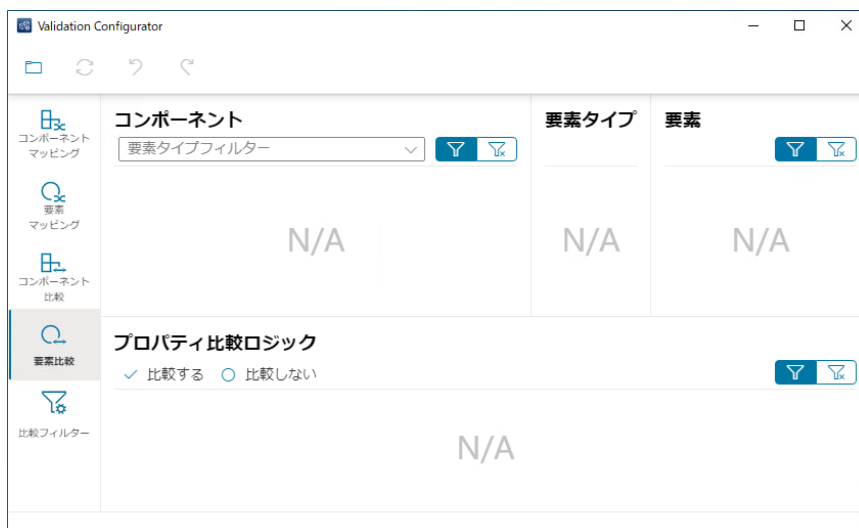 Validation Configurator
コンポーネント
マッピング
要素
マッピング
コンポーネント
比較
要素比較
比較フィルター
コンポーネント
要素タイプフィルター
N/A
要素タイプ
N/A
要素
N/A
プロパティ比較ロジック
比較する 比較しない
N/A